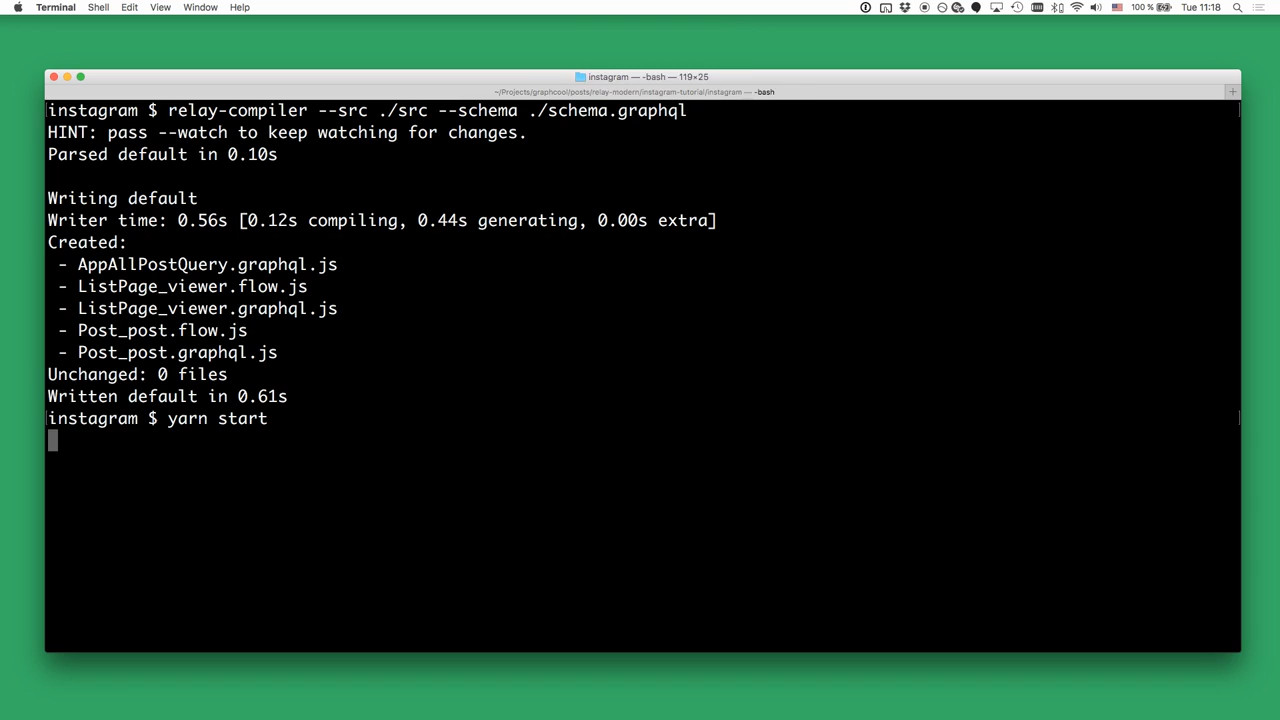 Terminal Shell Edit View Window Help 100 % Tue 11:18
instagram — -bash — 119×25
~/Projects/graphcool/posts/relay-modern/instagram-tutorial/instagram — -bash +
instagram $ relay-compiler --src ./src --schema ./schema.graphql
HINT: pass --watch to keep watching for changes.
Parsed default in 0.10s
Writing default
Writer time: 0.56s [0.12s compiling, 0.44s generating, 0.00s extra]
Created:
- AppAllPostQuery.graphql.js
- ListPage_viewer.flow.js
- ListPage_viewer.graphql.js
- Post_post.flow.js
- Post_post.graphql.js
Unchanged: 0 files
Written default in 0.61s
instagram $ yarn start